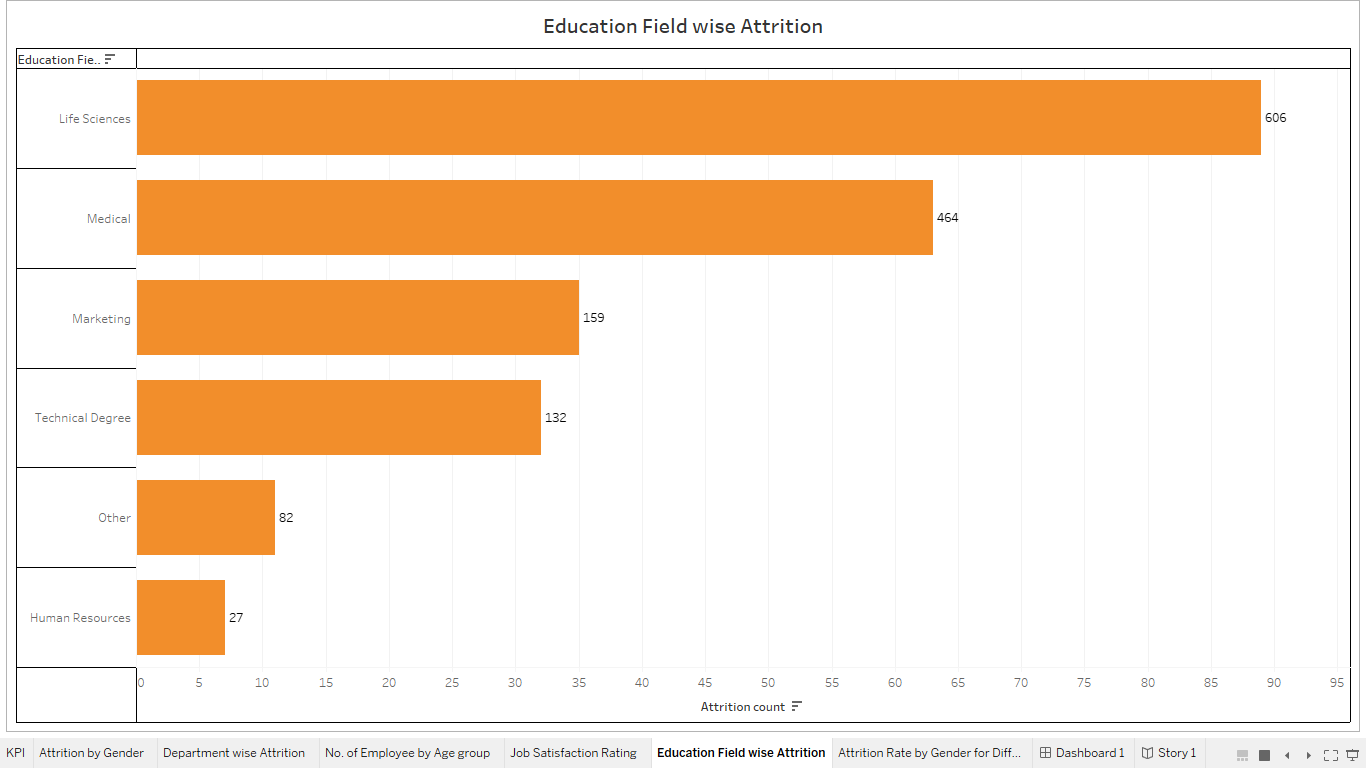 Education Field wise Attrition
Education Fie..
Life Sciences
606
Medical
464
Marketing
159
Technical Degree
132
Other
82
Human Resources
27
0 5 10 15 20 25 30 35 40 45 50 55 60 65 70 75 80 85 90 95
Attrition count
KPI Attrition by Gender Department wise Attrition No. of Employee by Age group Job Satisfaction Rating Education Field wise Attrition Attrition Rate by Gender for Diff... Dashboard 1 Story 1